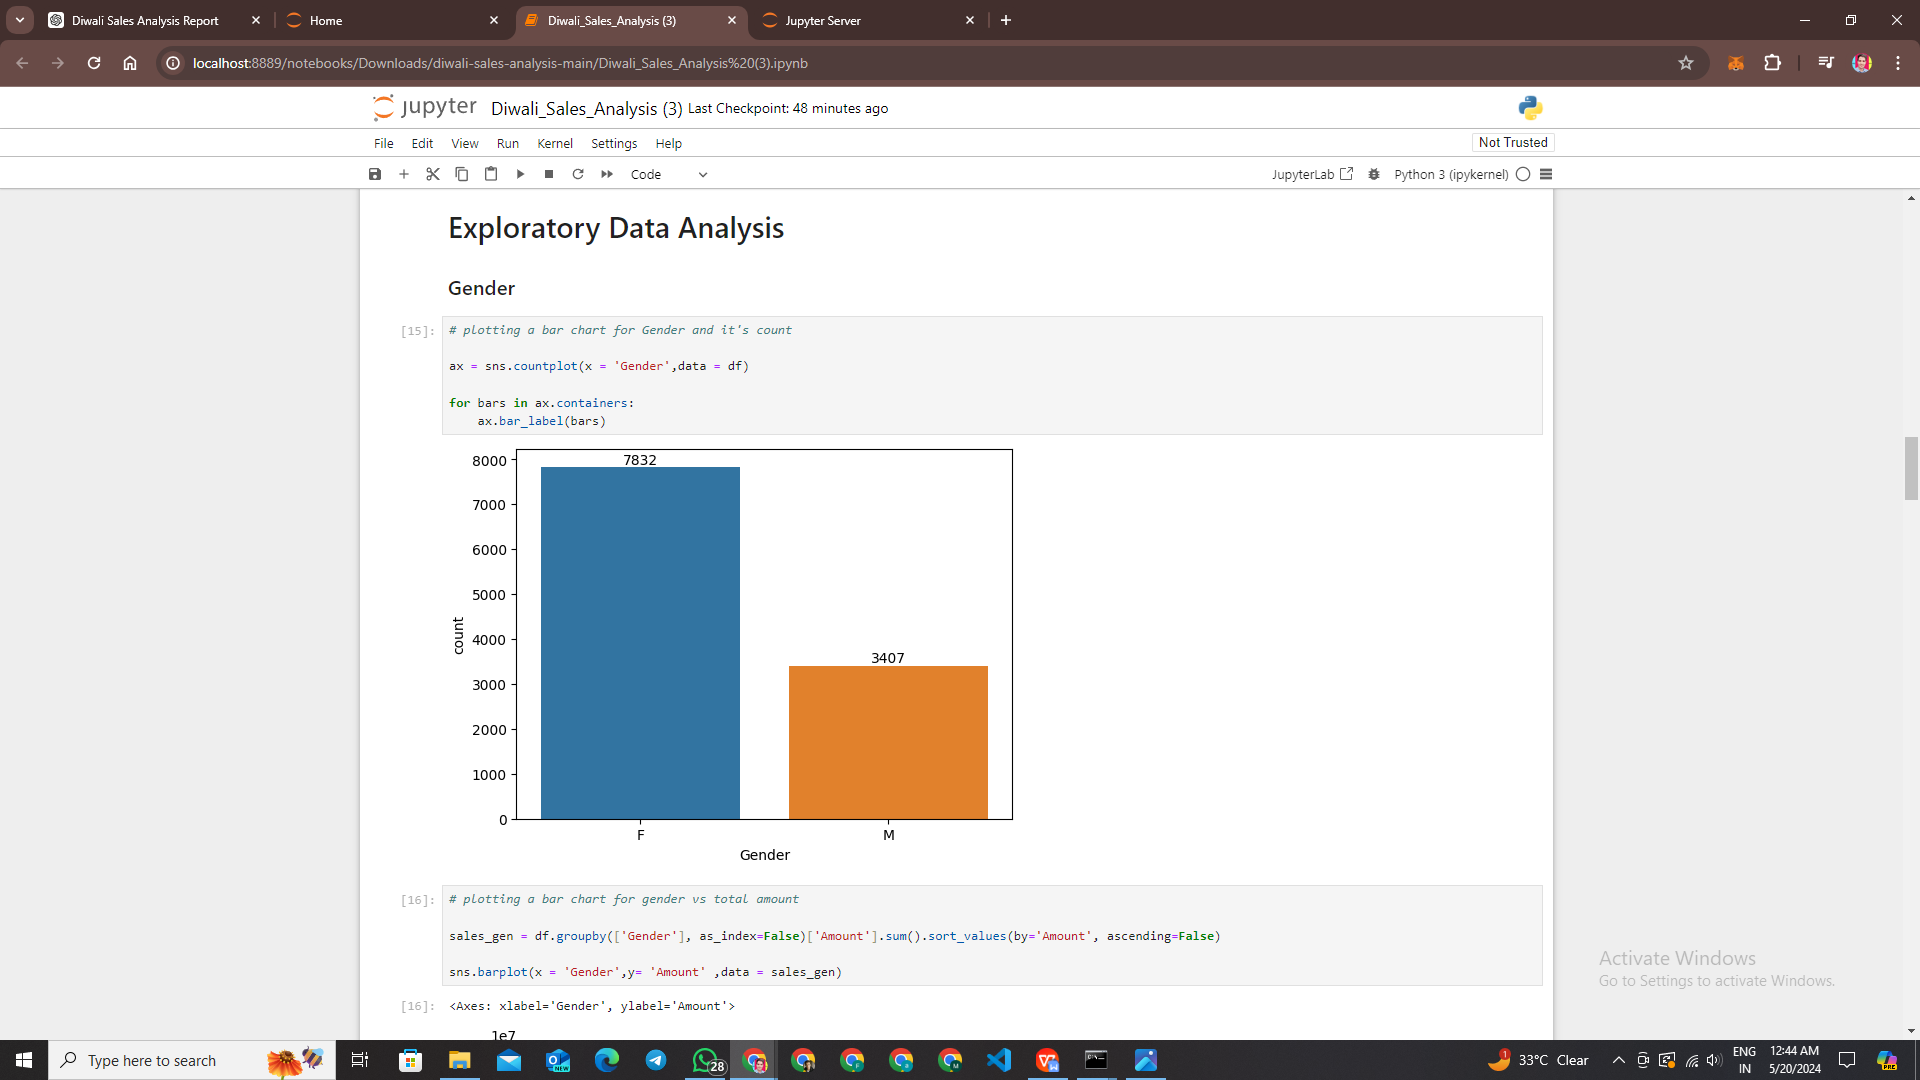 Diwali Sales Analysis Report
Home
Diwali_Sales_Analysis (3)
Jupyter Server
localhost:8889/notebooks/Downloads/diwali-sales-analysis-main/Diwali_Sales_Analysis%20(3).ipynb
jupyter Diwali_Sales_Analysis (3) Last Checkpoint: 48 minutes ago
File Edit View Run Kernel Settings Help
Not Trusted
Code
JupyterLab
Python 3 (ipykernel)
Exploratory Data Analysis
Gender
[15]:
# plotting a bar chart for Gender and it's count
ax = sns.countplot(x = 'Gender',data = df)
for bars in ax.containers:
    ax.bar_label(bars)
8000
7000
6000
5000
4000
3000
2000
1000
0
count
7832
3407
F
M
Gender
[16]:
# plotting a bar chart for gender vs total amount
sales_gen = df.groupby(['Gender'], as_index=False)['Amount'].sum().sort_values(by='Amount', ascending=False)
sns.barplot(x = 'Gender',y= 'Amount' ,data = sales_gen)
[16]:
<Axes: xlabel='Gender', ylabel='Amount'>
1e7
Activate Windows
Go to Settings to activate Windows.
Type here to search
NEW
28
1
33°C Clear
ENG
IN
12:44 AM
5/20/2024
PRE